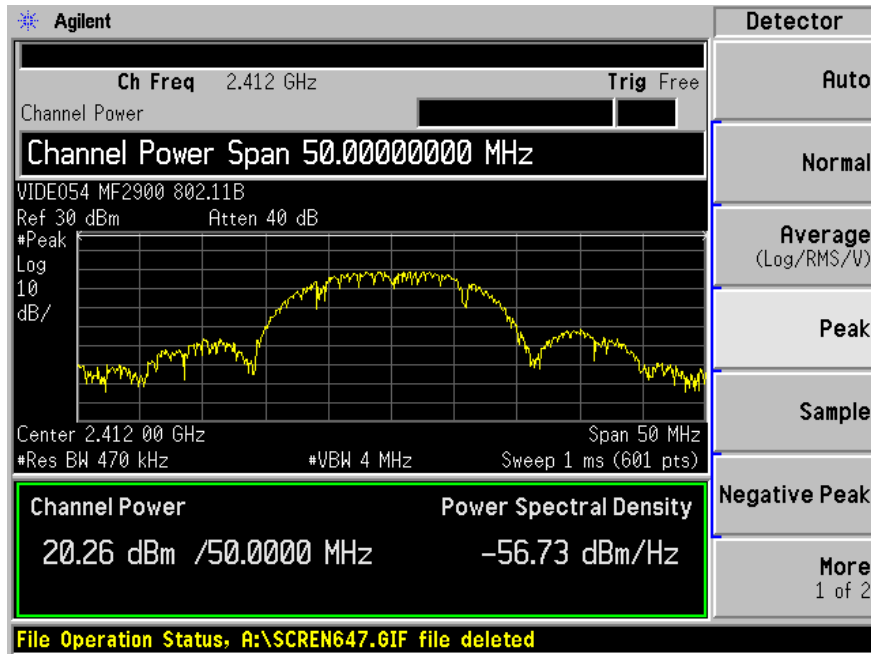 Agilent
Detector
Ch Freq 2.412 GHz Trig Free
Channel Power
Channel Power Span 50.00000000 MHz
VIDEO54 MF2900 802.11B
Ref 30 dBm Atten 40 dB
#Peak
Log
10
dB/
Center 2.412 00 GHz Span 50 MHz
#Res BW 470 kHz #VBW 4 MHz Sweep 1 ms (601 pts)
Channel Power Power Spectral Density
20.26 dBm /50.0000 MHz -56.73 dBm/Hz
File Operation Status, A:\SCREN647.GIF file deleted
Auto
Normal
Average
(Log/RMS/V)
Peak
Sample
Negative Peak
More
1 of 2